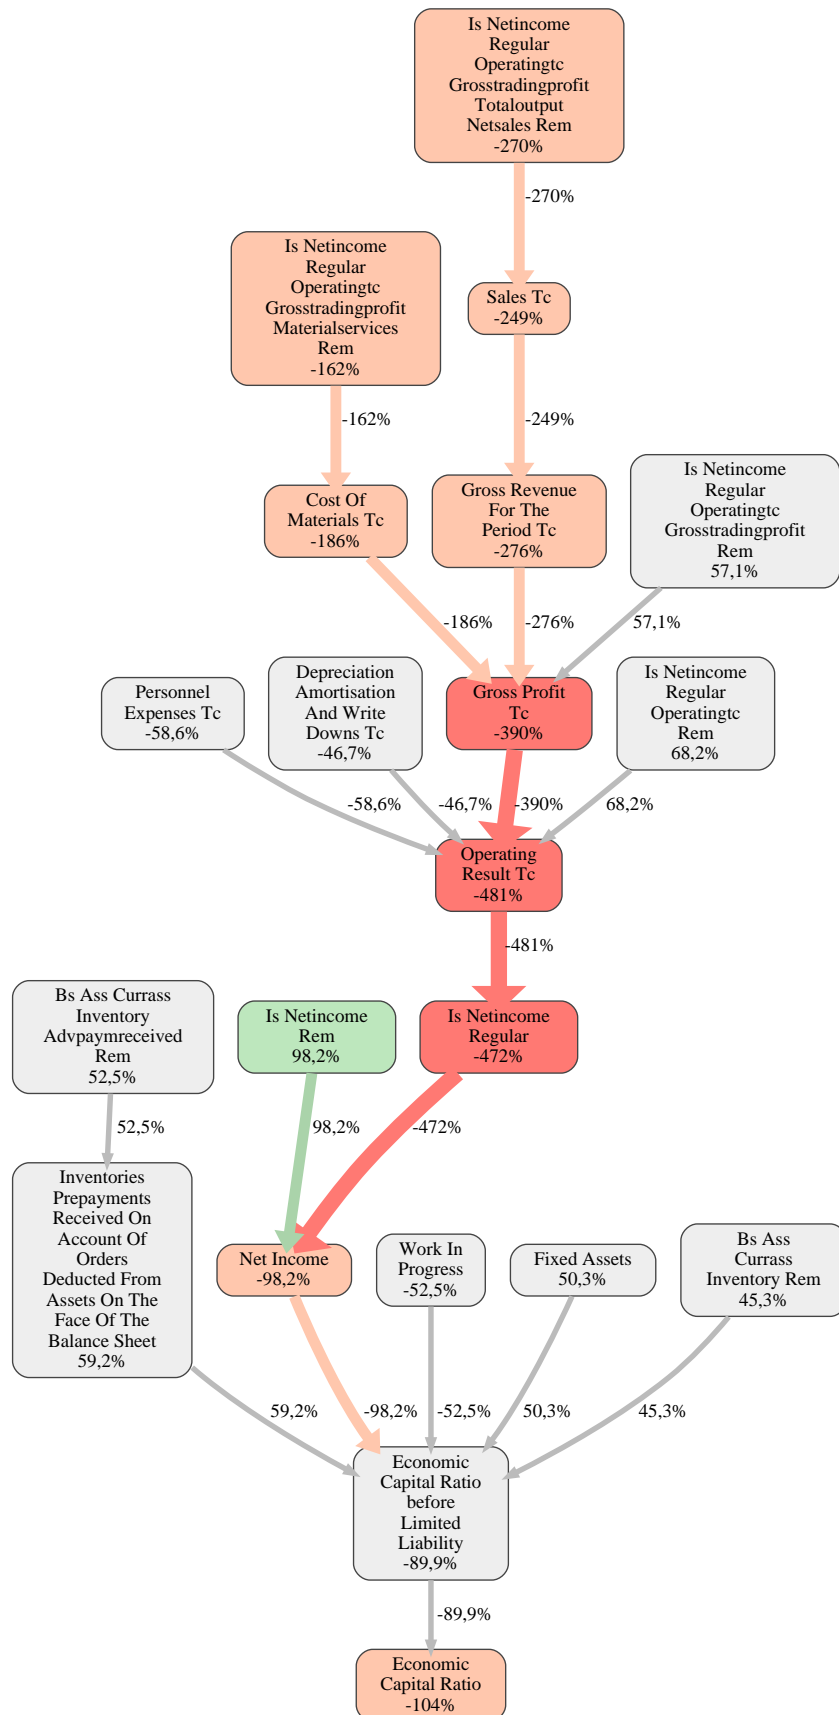 Is Netincome
Regular
Operatingtc
Grosstradingprofit
Totaloutput
Netsales Rem
-270%
-270%
Is Netincome
Regular
Operatingtc
Grosstradingprofit
Materialservices
Rem
-162%
Sales Tc
-249%
-162%
-249%
Cost Of
Materials Tc
-186%
Gross Revenue
For The
Period Tc
-276%
Is Netincome
Regular
Operatingtc
Grosstradingprofit
Rem
57,1%
-186%
-276%
57,1%
Personnel
Expenses Tc
-58,6%
Depreciation
Amortisation
And Write
Downs Tc
-46,7%
Gross Profit
Tc
-390%
Is Netincome
Regular
Operatingtc
Rem
68,2%
-58,6%
-46,7%
-390%
68,2%
Operating
Result Tc
-481%
-481%
Bs Ass Currass
Inventory
Advpaymreceived
Rem
52,5%
Is Netincome
Rem
98,2%
Is Netincome
Regular
-472%
52,5%
98,2%
-472%
Inventories
Prepayments
Received On
Account Of
Orders
Deducted From
Assets On The
Face Of The
Balance Sheet
59,2%
Net Income
-98,2%
Work In
Progress
-52,5%
Fixed Assets
50,3%
Bs Ass
Currass
Inventory Rem
45,3%
59,2%
-98,2%
-52,5%
50,3%
45,3%
Economic
Capital Ratio
before
Limited
Liability
-89,9%
-89,9%
Economic
Capital Ratio
-104%